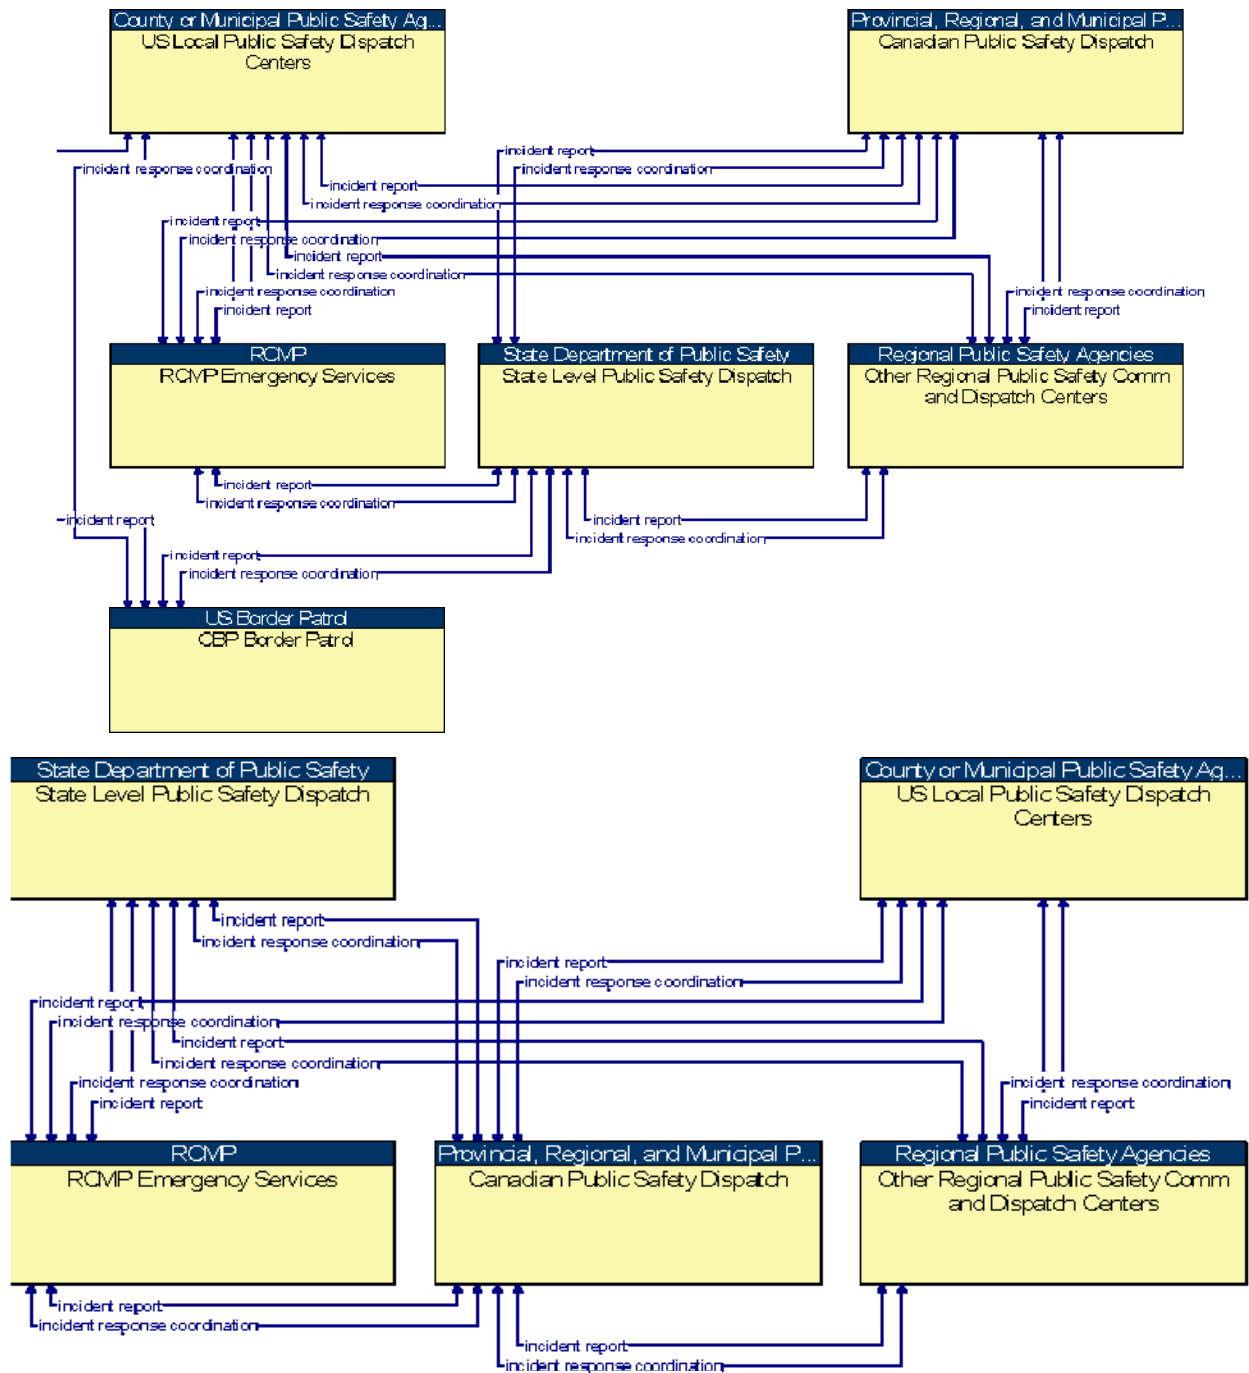 County or Municipal Public Safety Ag...
US Local Public Safety Dispatch
Centers
Provincial, Regional, and Municipal P...
Canadian Public Safety Dispatch
incident report
incident response coordination
incident response coordination
incident report
incident response coordination
incident report
incident response coordination
incident report
incident response coordination
incident response coordination
incident report
incident response coordination
incident report
RCMP
RCMP Emergency Services
State Department of Public Safety
State Level Public Safety Dispatch
Regional Public Safety Agencies
Other Regional Public Safety Comm
and Dispatch Centers
incident report
incident response coordination
incident report
incident report
incident response coordination
incident report
incident response coordination
US Border Patrol
CBP Border Patrol
State Department of Public Safety
State Level Public Safety Dispatch
County or Municipal Public Safety Ag...
US Local Public Safety Dispatch
Centers
incident report
incident response coordination
incident report
incident response coordination
incident report
incident response coordination
incident report
incident response coordination
incident response coordination
incident report
incident response coordination
incident report
RCMP
RCMP Emergency Services
Provincial, Regional, and Municipal P...
Canadian Public Safety Dispatch
Regional Public Safety Agencies
Other Regional Public Safety Comm
and Dispatch Centers
incident report
incident response coordination
incident report
incident response coordination